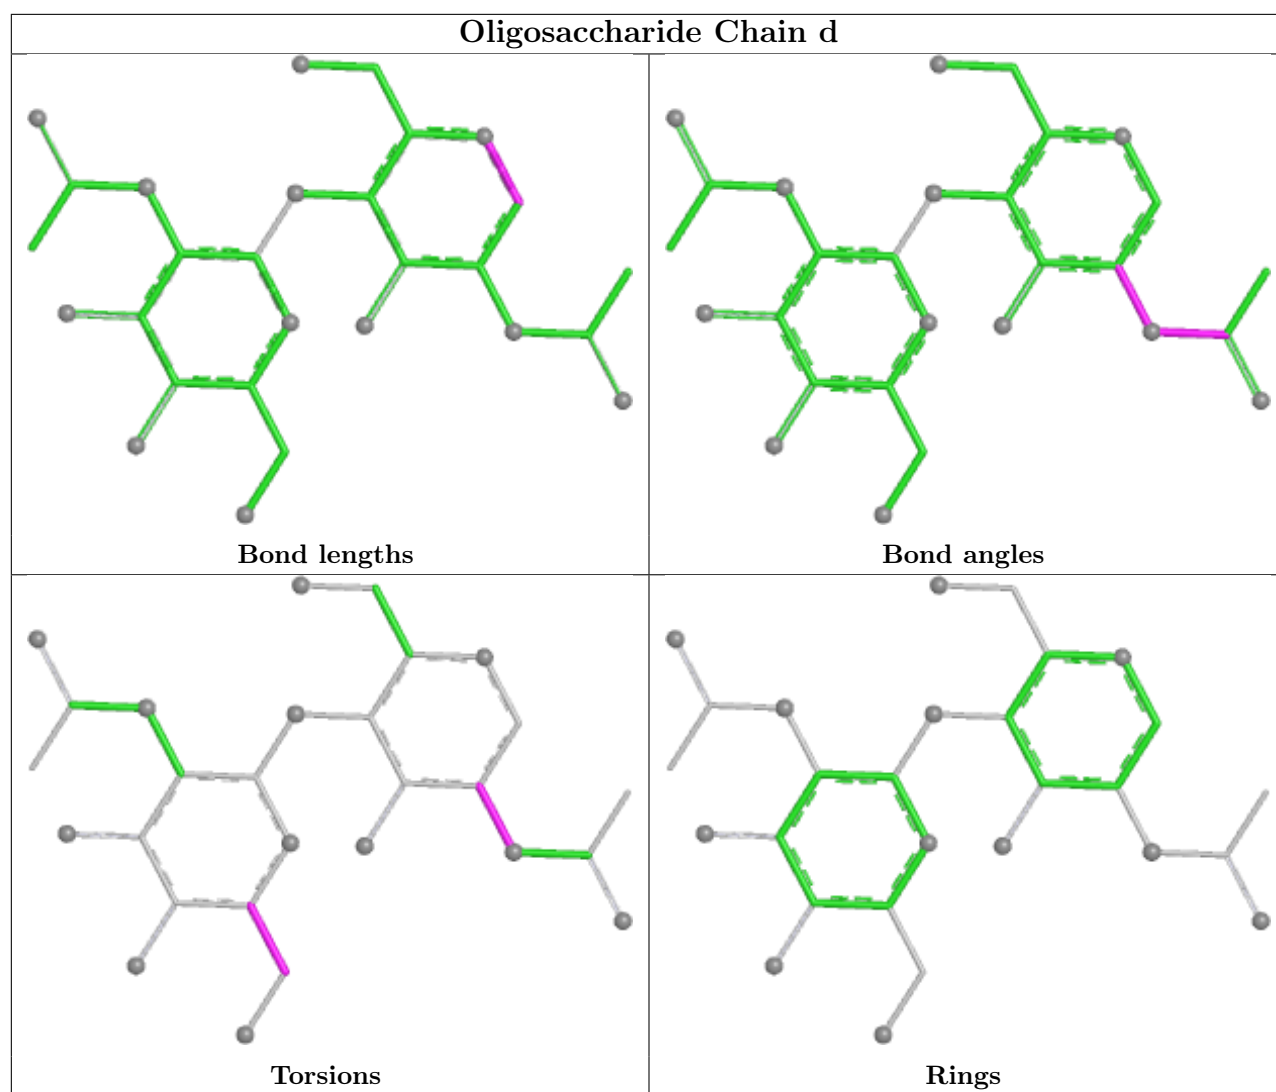 Oligosaccharide Chain d
Bond lengths
Bond angles
Torsions
Rings